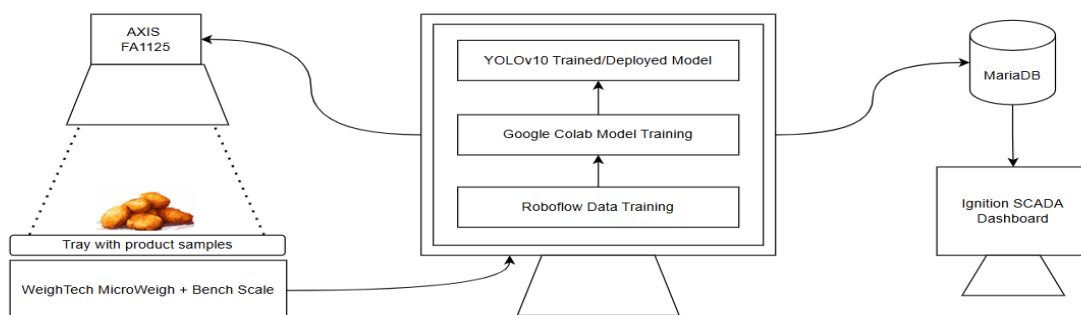 AXIS
FA1125
YOLOv10 Trained/Deployed Model
MariaDB
Google Colab Model Training
Roboflow Data Training
Ignition SCADA
Dashboard
Tray with product samples
WeighTech MicroWeigh + Bench Scale